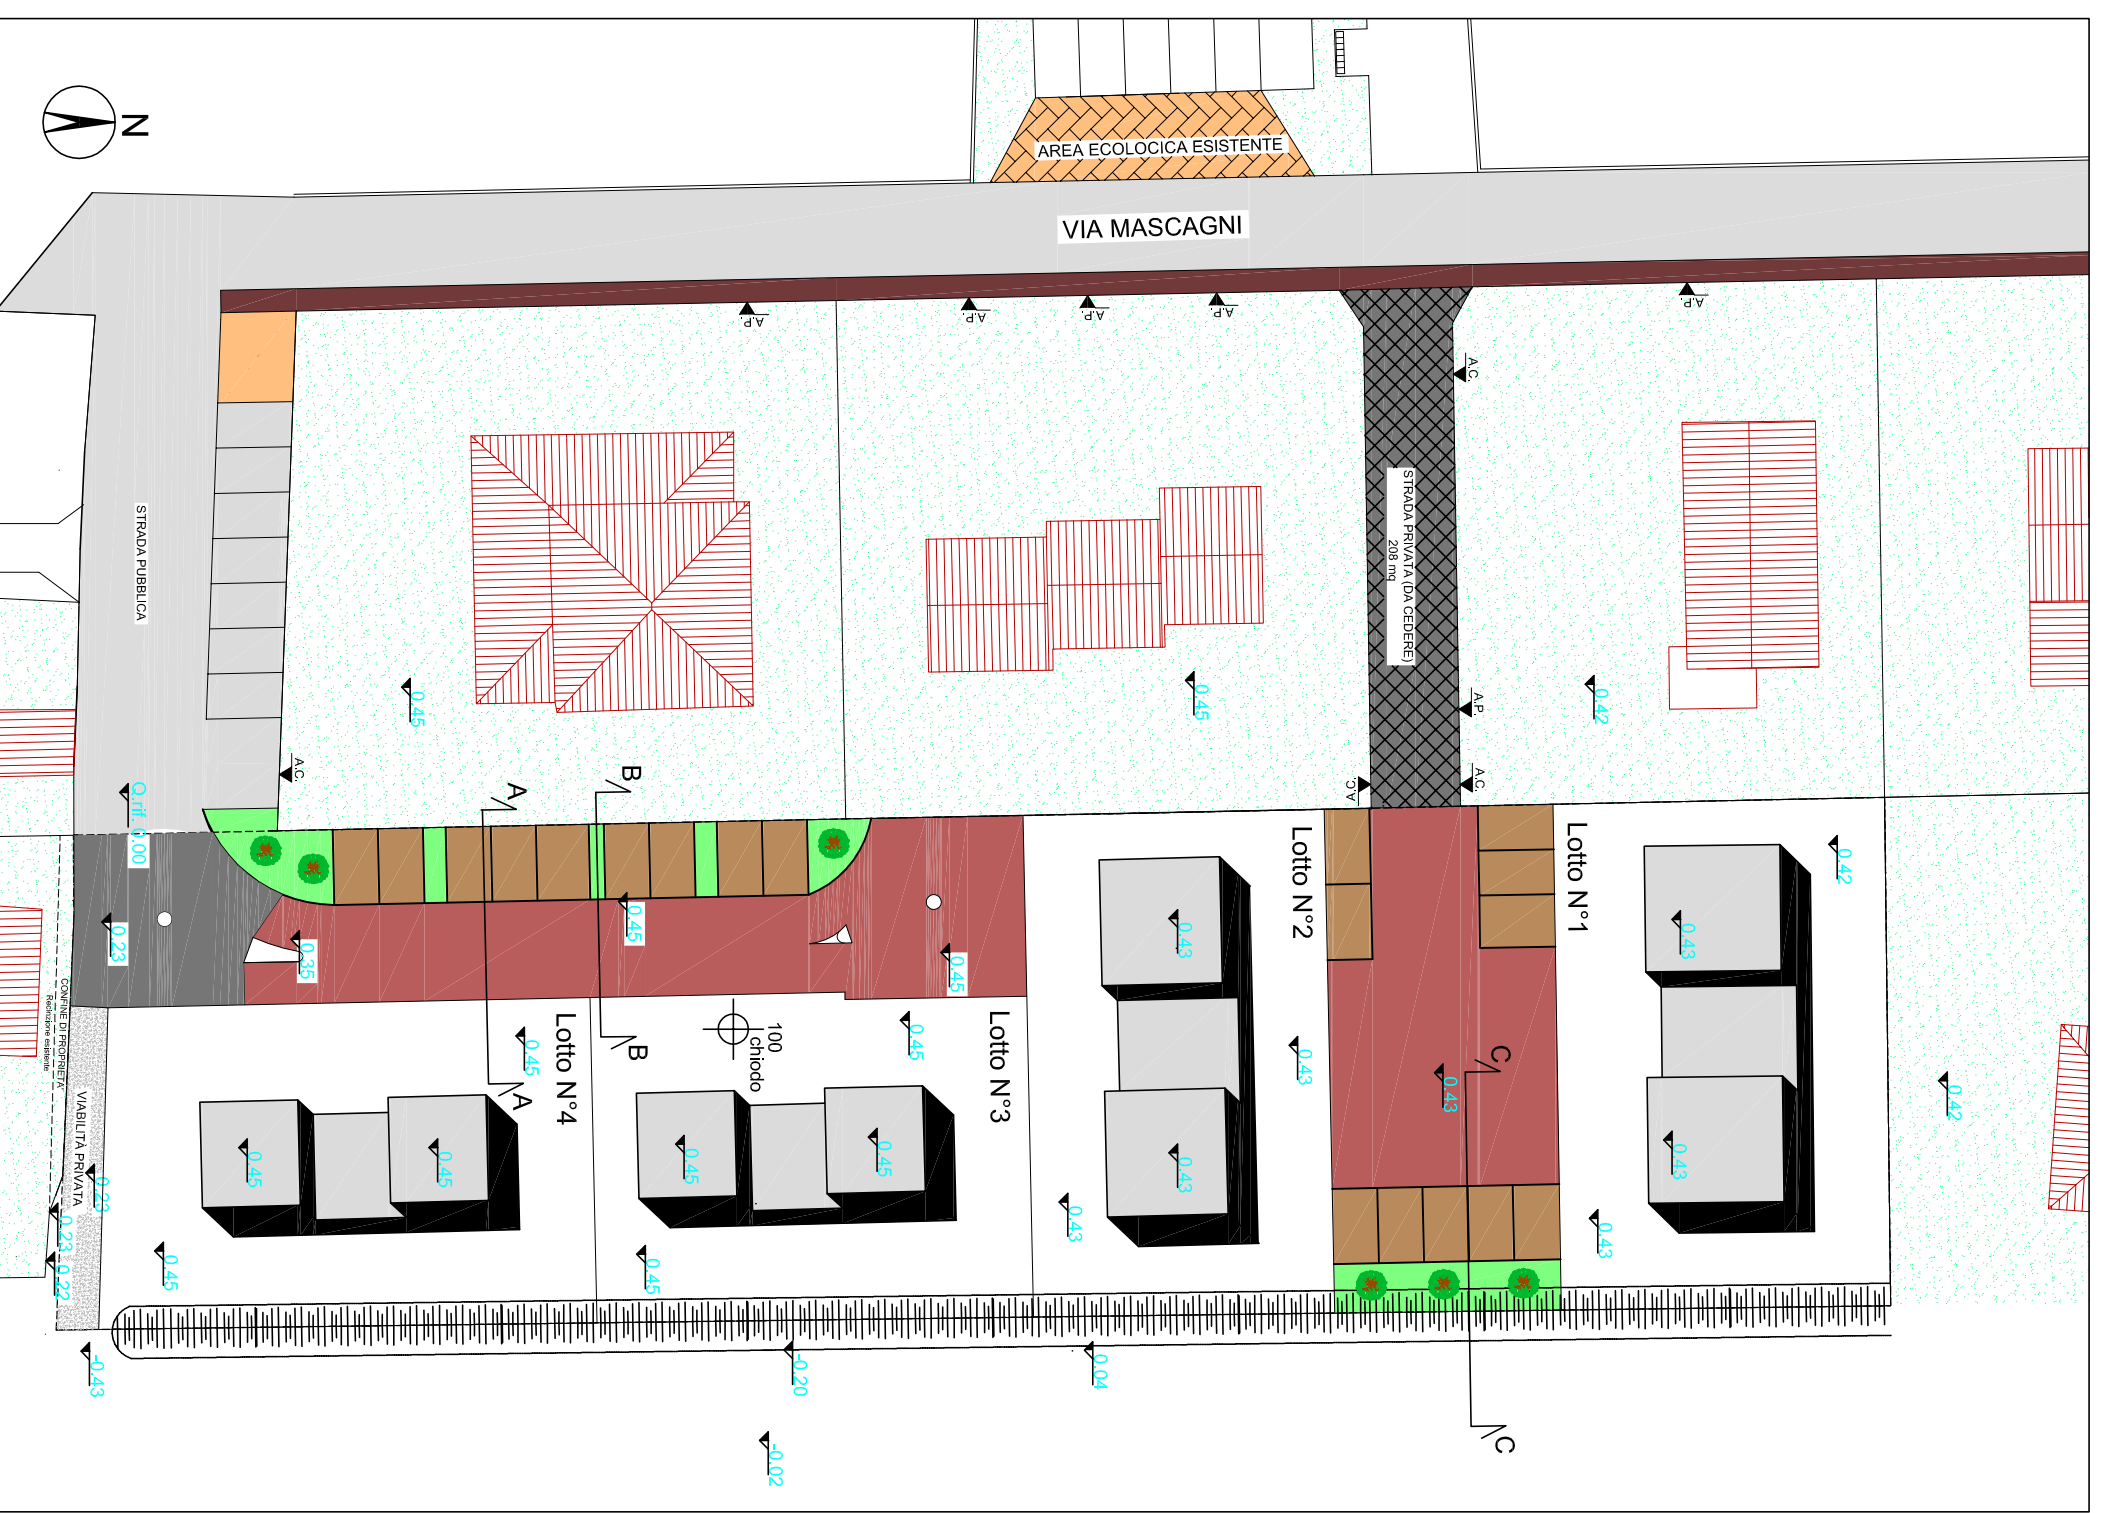 N
AREA ECOLOCICA ESISTENTE
VIA MASCAGNI
A.P.
A.P.
A.P.
A.P.
A.P.
A.C.
STRADA PUBBLICA
STRADA PRIVATA (DA CEDERE)
208 mq
0.45
0.45
0.42
A.P.
A.C.
A.C.
A.C.
Q.rif. 0.00
A
B
Lotto N°2
Lotto N°1
0.42
0.23
0.35
0.45
0.45
0.43
0.43
CONFINE DI PROPRIETA'
Recinzione esistente
VIABILITÀ PRIVATA
0.45
Lotto N°4
B
A
100
chiodo
0.45
Lotto N°3
0.43
C
0.43
0.42
0.45
0.45
0.45
0.45
0.43
0.43
0.23
0.23
0.22
0.45
0.45
0.43
0.43
-0.43
-0.20
0.04
-0.02
C